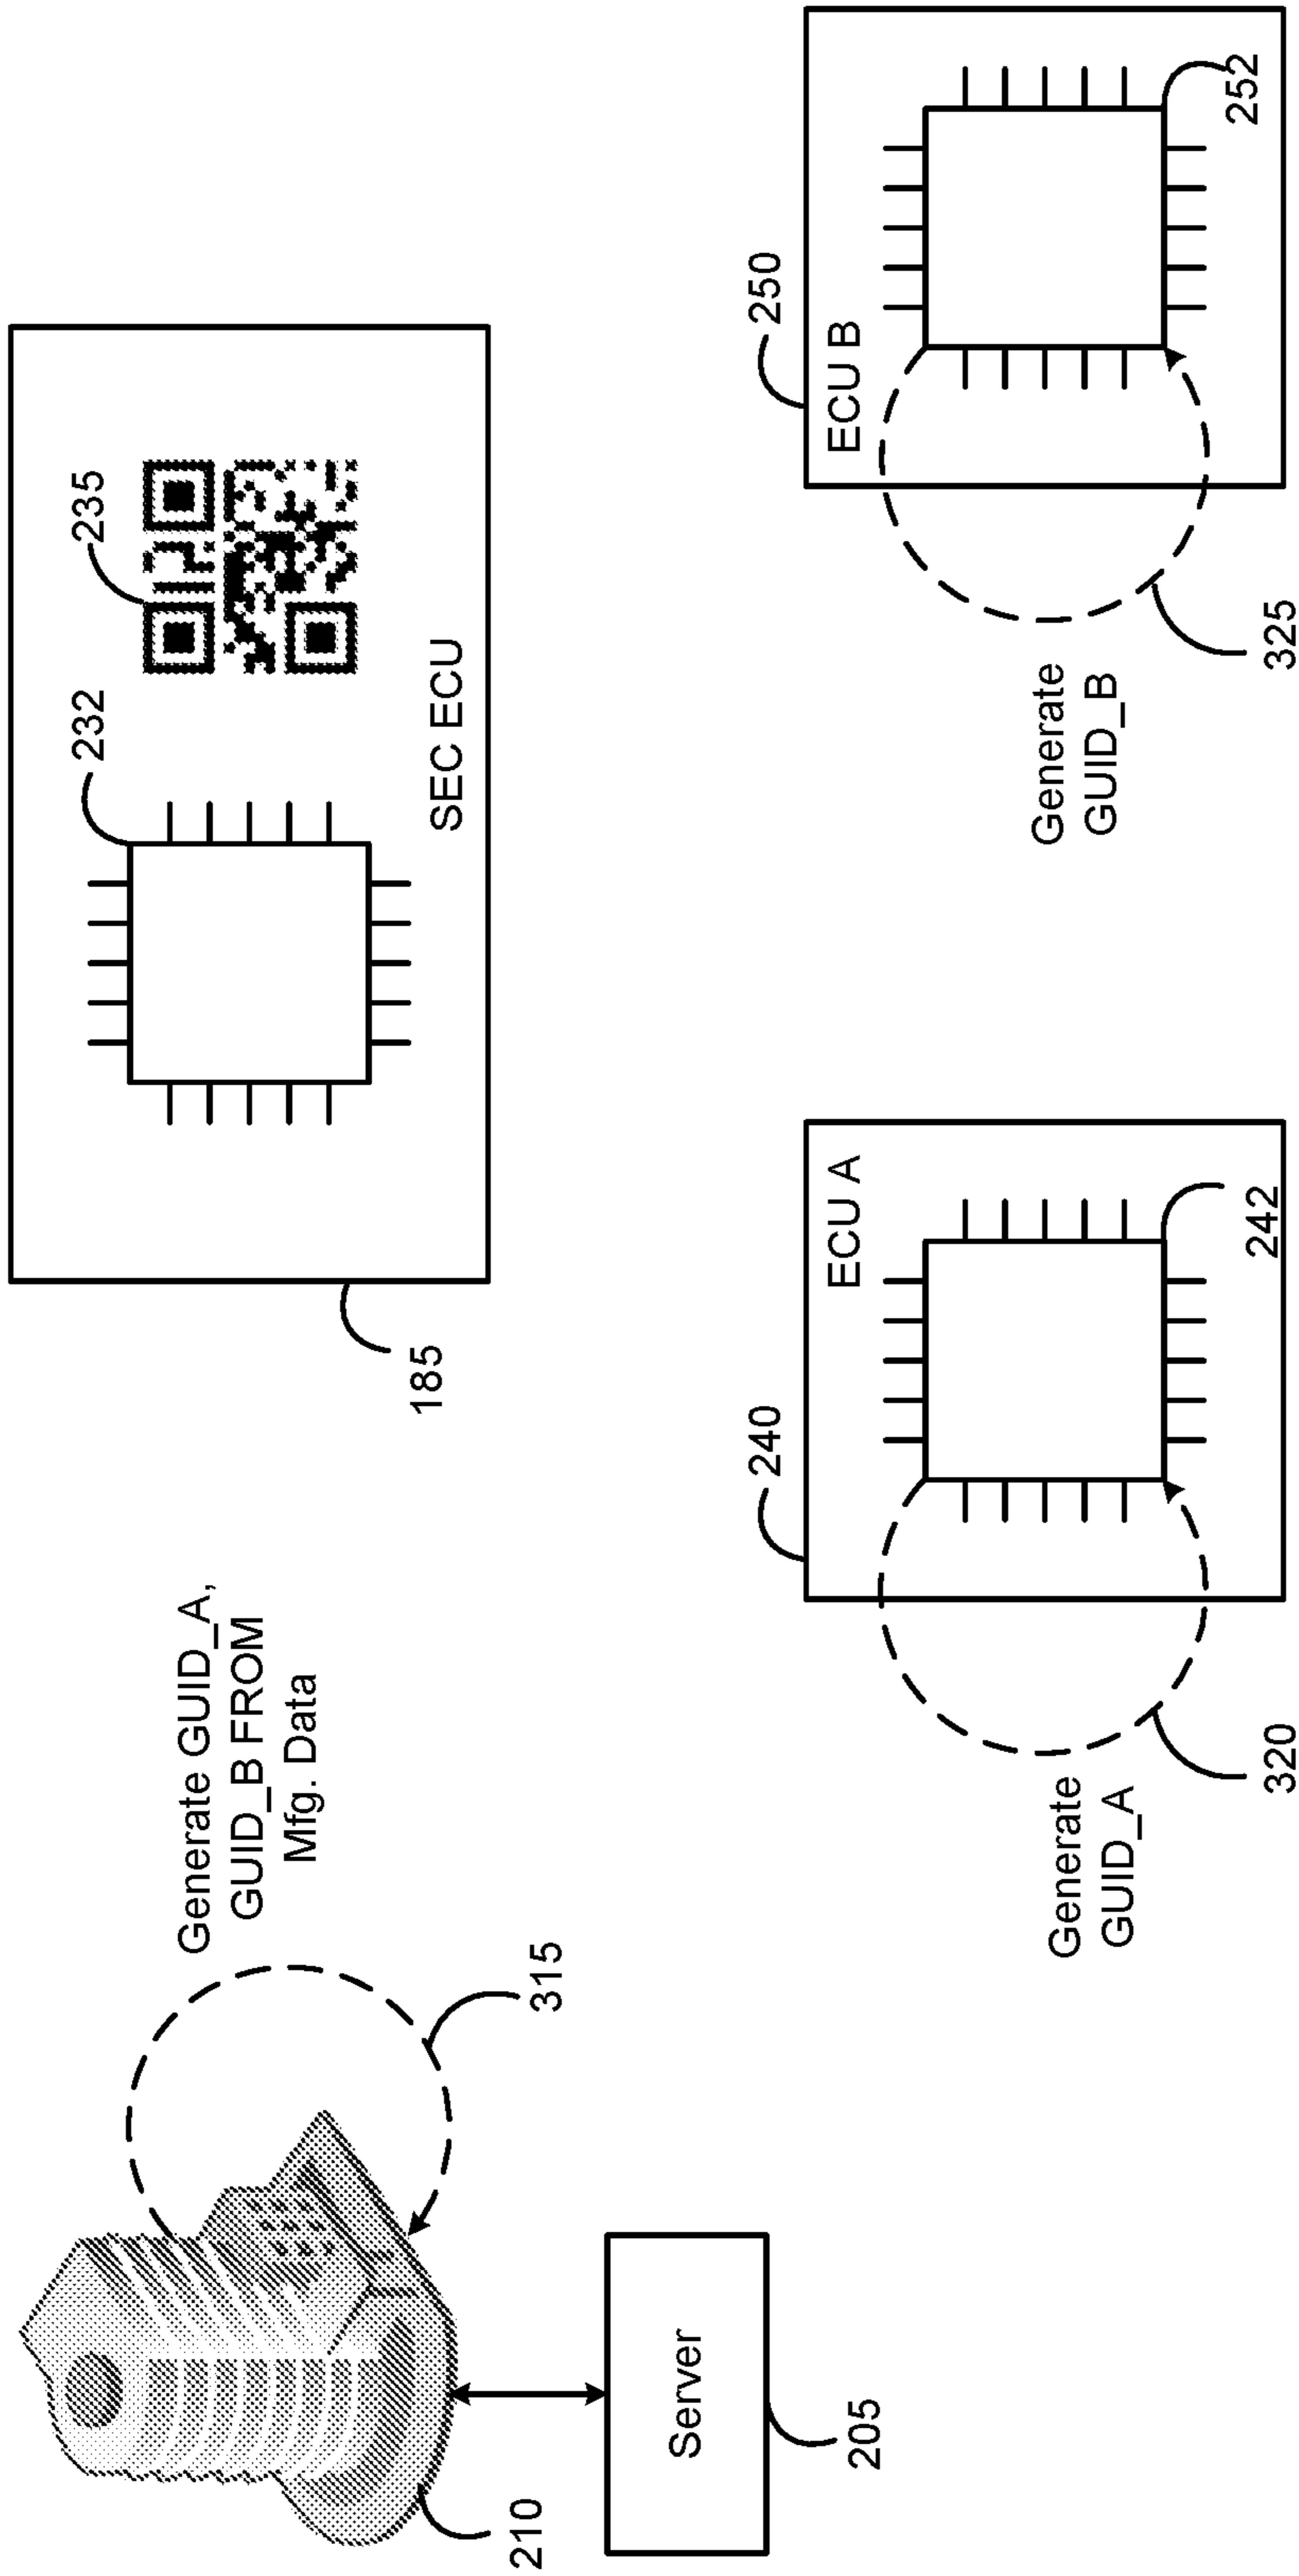 Generate GUID_A,
GUID_B FROM
Mfg. Data
315
210
Server
205
185
232
235
SEC ECU
240
ECU A
242
Generate
GUID_A
320
250
ECU B
252
Generate
GUID_B
325